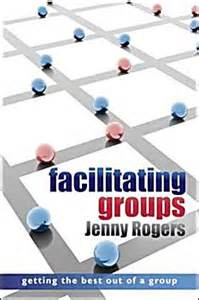 facilitating
groups
Jenny Rogers
getting the best out of a group